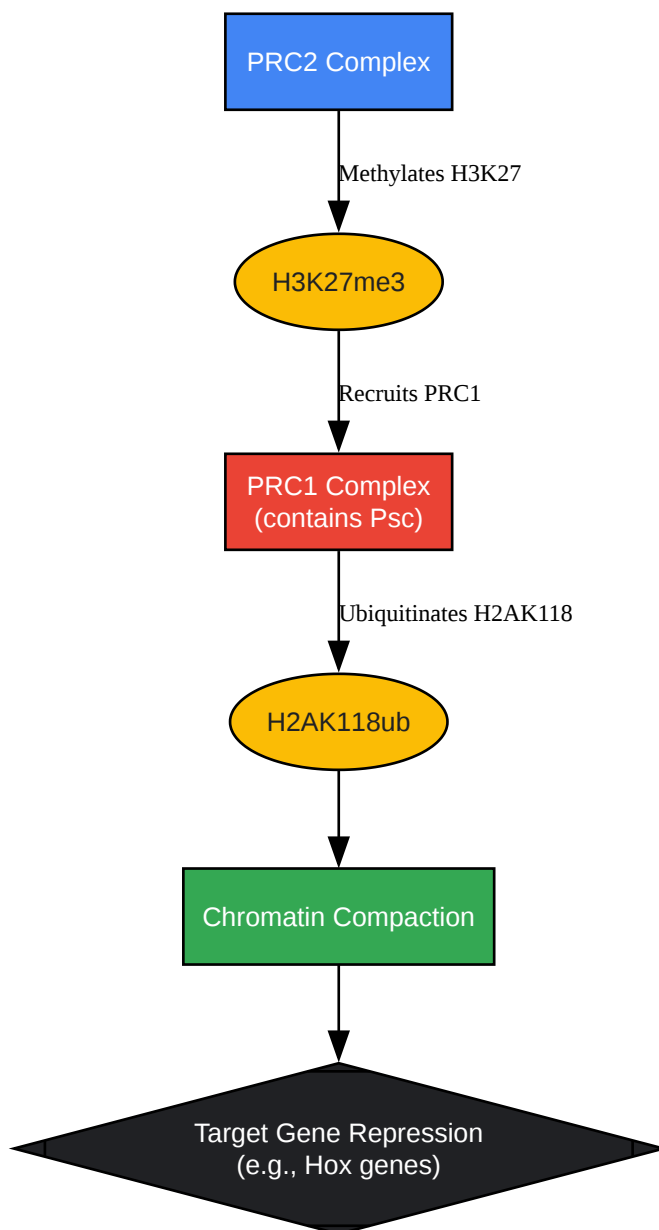 PRC2 Complex
Methylates H3K27
H3K27me3
Recruits PRC1
PRC1 Complex
(contains Psc)
Ubiquitinates H2AK118
H2AK118ub
Chromatin Compaction
Target Gene Repression
(e.g., Hox genes)